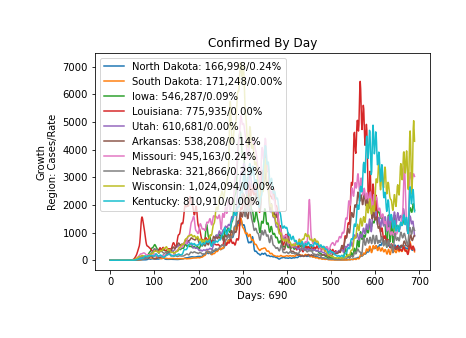 Confirmed By Day
7000
6000
5000
4000
3000
2000
1000
0
Growth
Region: Cases/Rate
North Dakota: 166,998/0.24%
South Dakota: 171,248/0.00%
Iowa: 546,287/0.09%
Louisiana: 775,935/0.00%
Utah: 610,681/0.00%
Arkansas: 538,208/0.14%
Missouri: 945,163/0.24%
Nebraska: 321,866/0.29%
Wisconsin: 1,024,094/0.00%
Kentucky: 810,910/0.00%
0 100 200 300 400 500 600 700
Days: 690